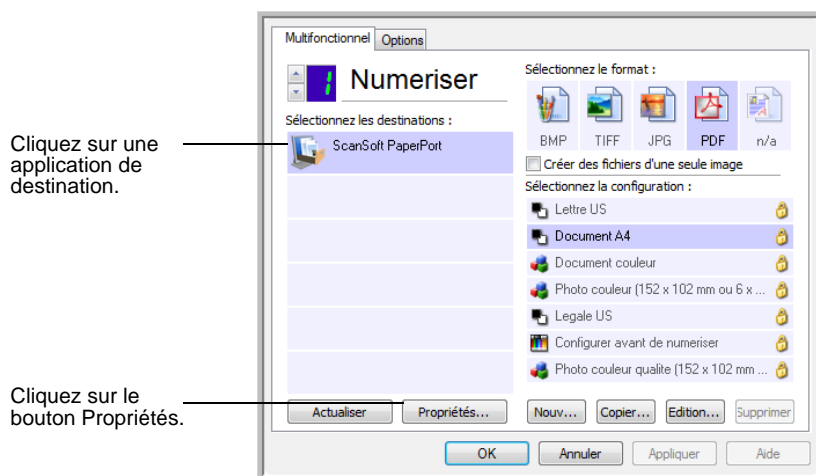 Multifonctionnel
Options
1 Numeriser
Sélectionnez les destinations :
ScanSoft PaperPort
Cliquez sur une
application de
destination.
Cliquez sur le
bouton Propriétés.
Actualiser
Propriétés...
Sélectionnez le format :
BMP TIFF JPG PDF n/a
Créer des fichiers d'une seule image
Sélectionnez la configuration :
Lettre US
Document A4
Document couleur
Photo couleur (152 x 102 mm ou 6 x ...
Legale US
Configurer avant de numeriser
Photo couleur qualite (152 x 102 mm ...
Nouv... Copier... Edition... Supprimer
OK Annuler Appliquer Aide